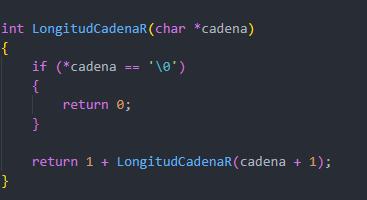 int LongitudCadenaR(char *cadena)
{
    if (*cadena == '\0')
    {
        return 0;
    }
    return 1 + LongitudCadenaR(cadena + 1);
}